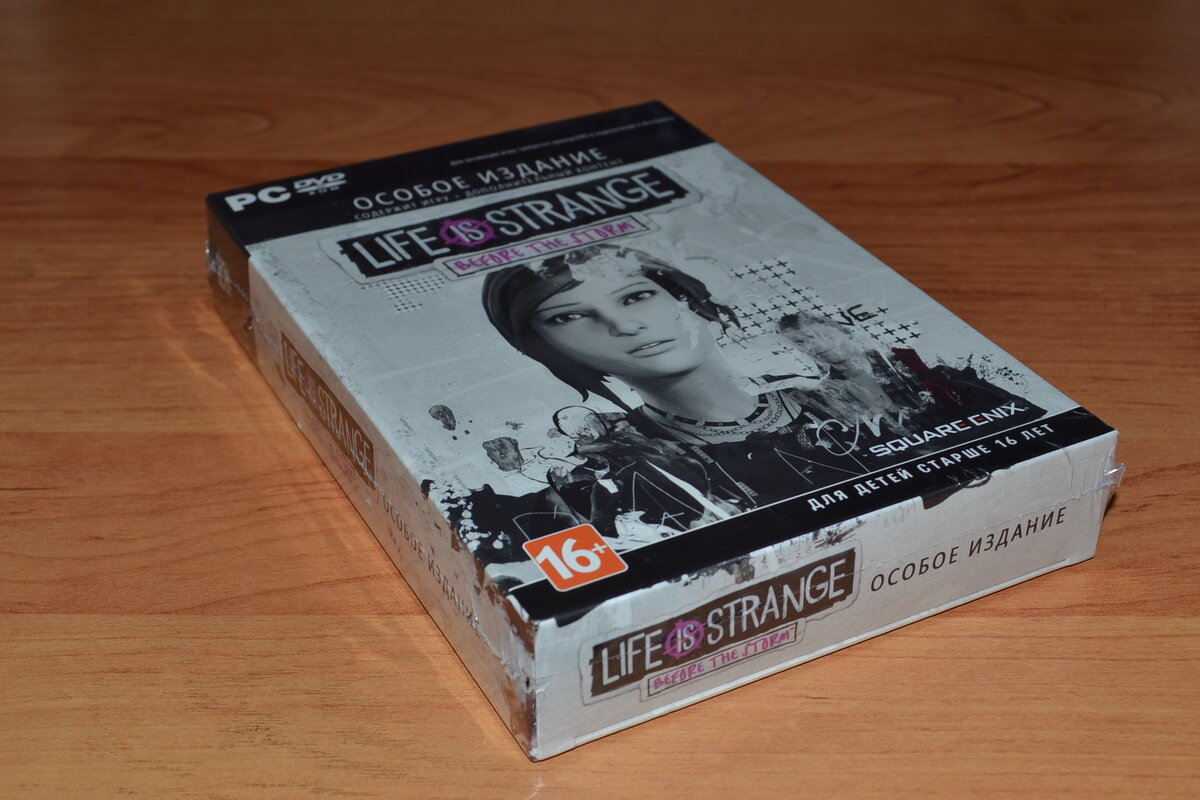 PC DVD
ОСОБОЕ ИЗДАНИЕ
СОДЕРЖИТ ИГРУ • ДОПОЛНИТЕЛЬНЫЙ КОНТЕНТ
LIFE IS STRANGE
BEFORE THE STORM
SQUARE ENIX
ДЛЯ ДЕТЕЙ СТАРШЕ 16 ЛЕТ
16+
LIFE IS STRANGE
ОСОБОЕ ИЗДАНИЕ
LIFE IS STRANGE
BEFORE THE STORM
ОСОБОЕ ИЗДАНИЕ